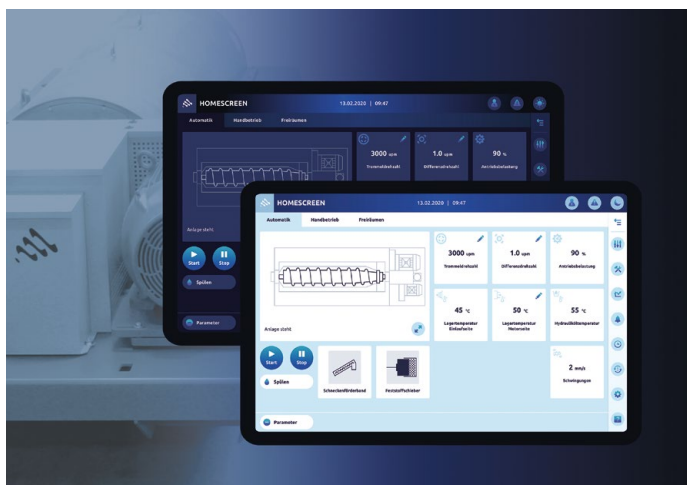 HOMESCREEN
13.02.2020 | 09:47
Automatik Handbetrieb Freiräumen
3000 upm
Trommeldrehzahl
1.0 upm
Differenzdrehzahl
90 %
Antriebsbelastung
Anlage steht
Start Stop
Spülen
Parameter
HOMESCREEN
13.02.2020 | 09:47
Automatik Handbetrieb Freiräumen
3000 upm
Trommeldrehzahl
1.0 upm
Differenzdrehzahl
90 %
Antriebsbelastung
45 °C
Lagertemperatur
Einlaufseite
50 °C
Lagertemperatur
Motorseite
55 °C
Hydrauliköltemperatur
Anlage steht
Start Stop
Spülen
Schneckenförderband
Feststoffschieber
2 mm/s
Schwingungen
Parameter